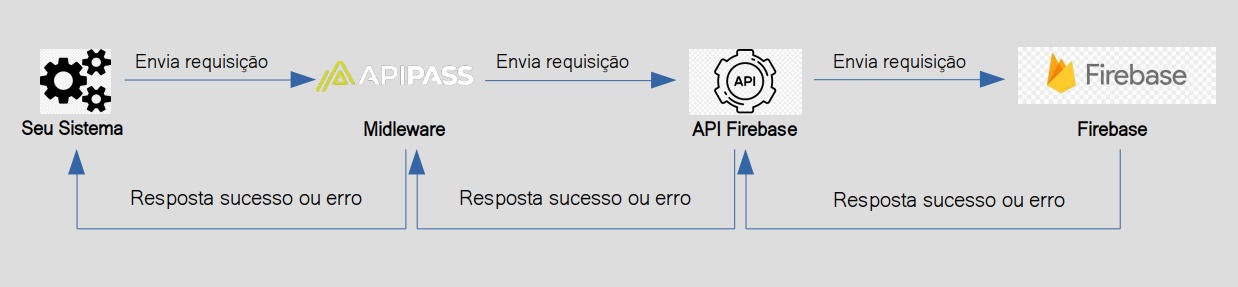 Envia requisição
APIPASS
Envia requisição
API
Envia requisição
Firebase
Seu Sistema
Midleware
API Firebase
Firebase
Resposta sucesso ou erro
Resposta sucesso ou erro
Resposta sucesso ou erro